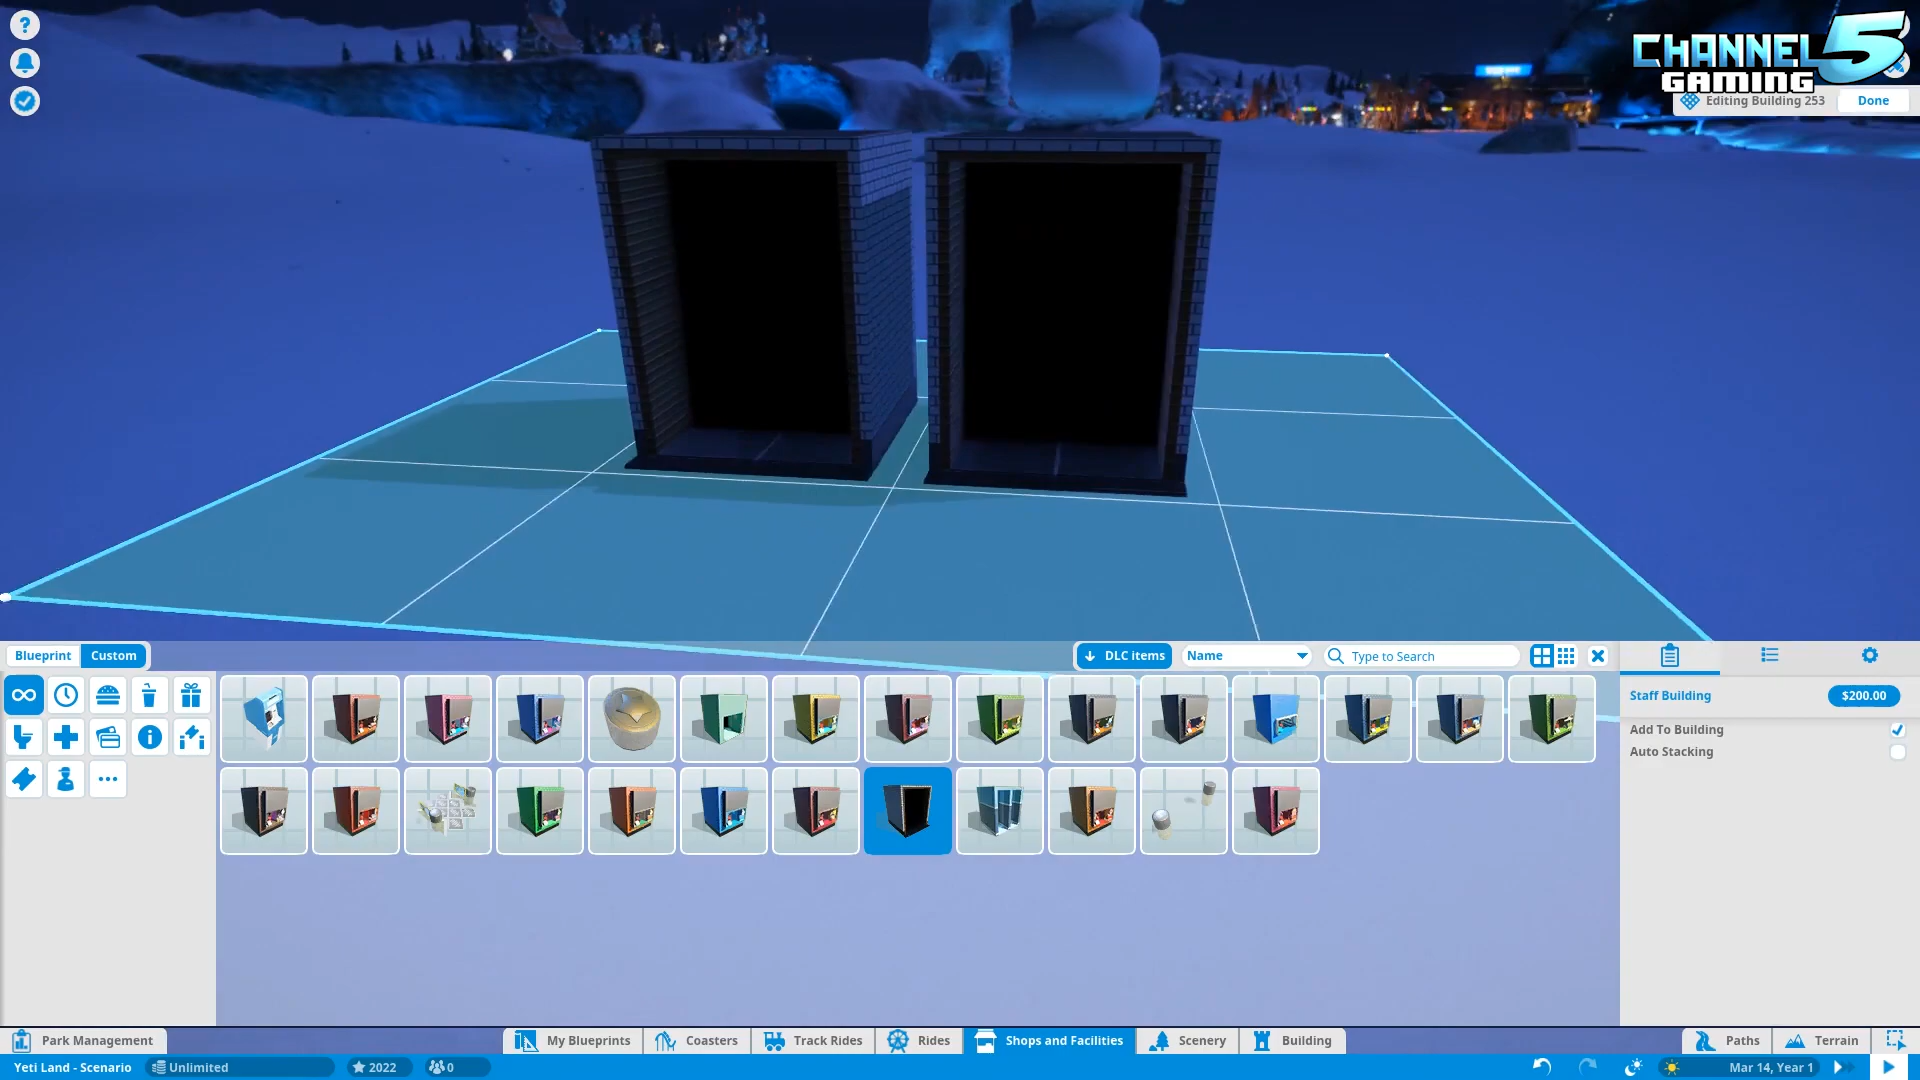 CHANNEL 5
GAMING
Editing Building 253
Done
Blueprint
Custom
DLC items
Name
Type to Search
Staff Building
$200.00
Add To Building
Auto Stacking
Park Management
My Blueprints
Coasters
Track Rides
Rides
Shops and Facilities
Scenery
Building
Paths
Terrain
Yeti Land - Scenario
Unlimited
2022
0
Mar 14, Year 1